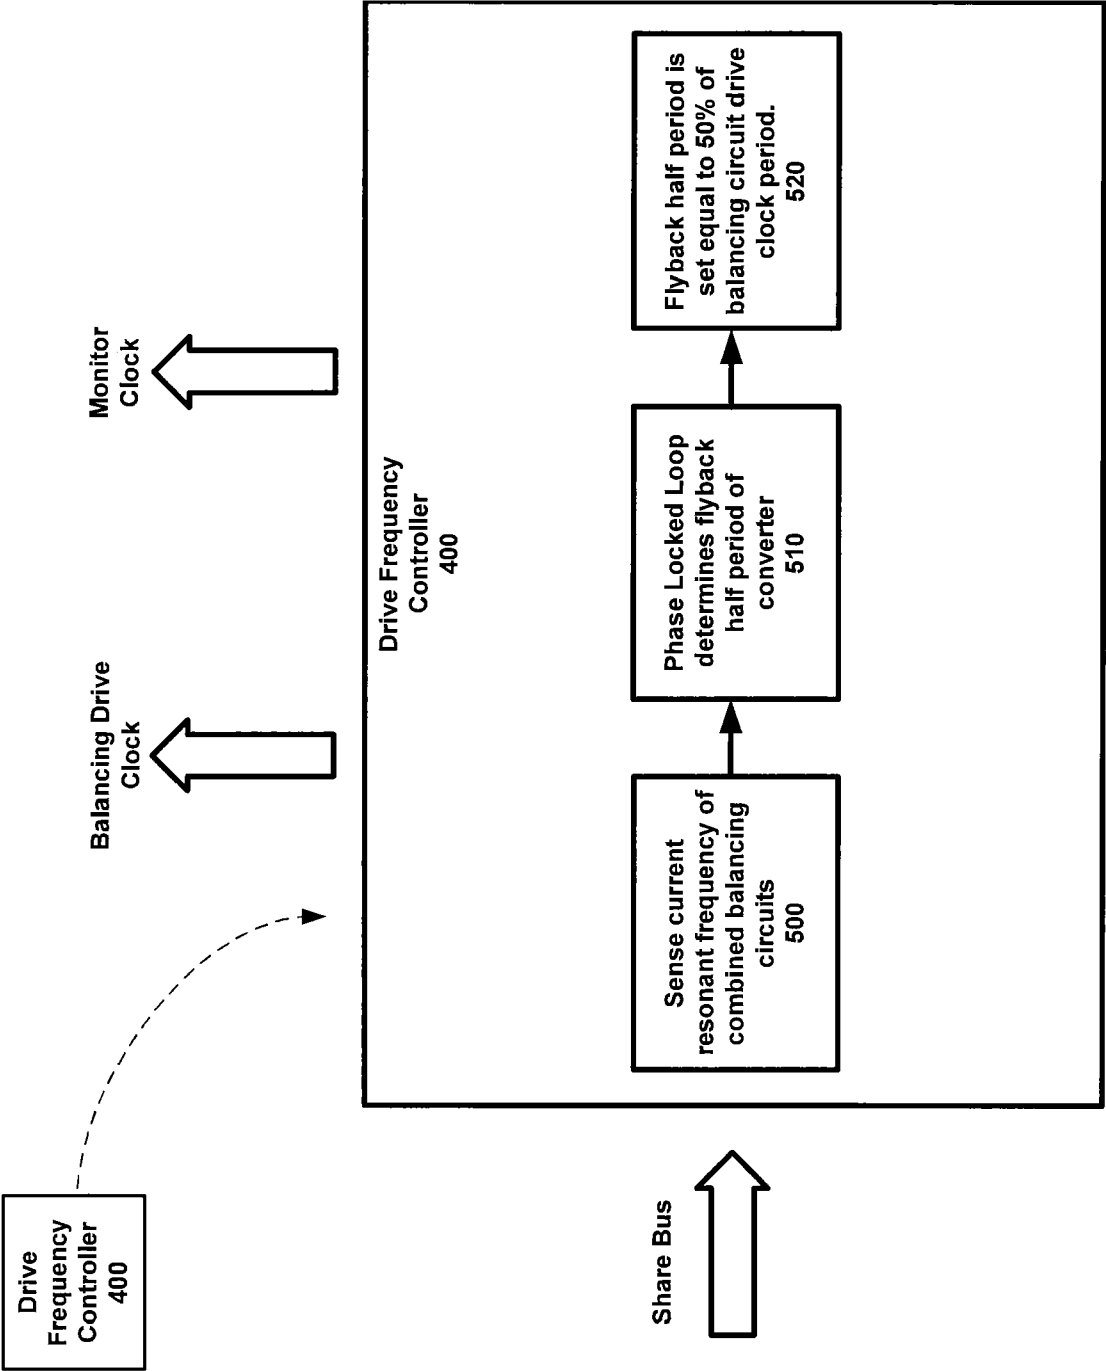 Drive
Frequency
Controller
400
Balancing Drive
Clock
Monitor
Clock
Drive Frequency
Controller
400
Share Bus
Sense current
resonant frequency of
combined balancing
circuits
500
Phase Locked Loop
determines flyback
half period of
converter
510
Flyback half period is
set equal to 50% of
balancing circuit drive
clock period.
520